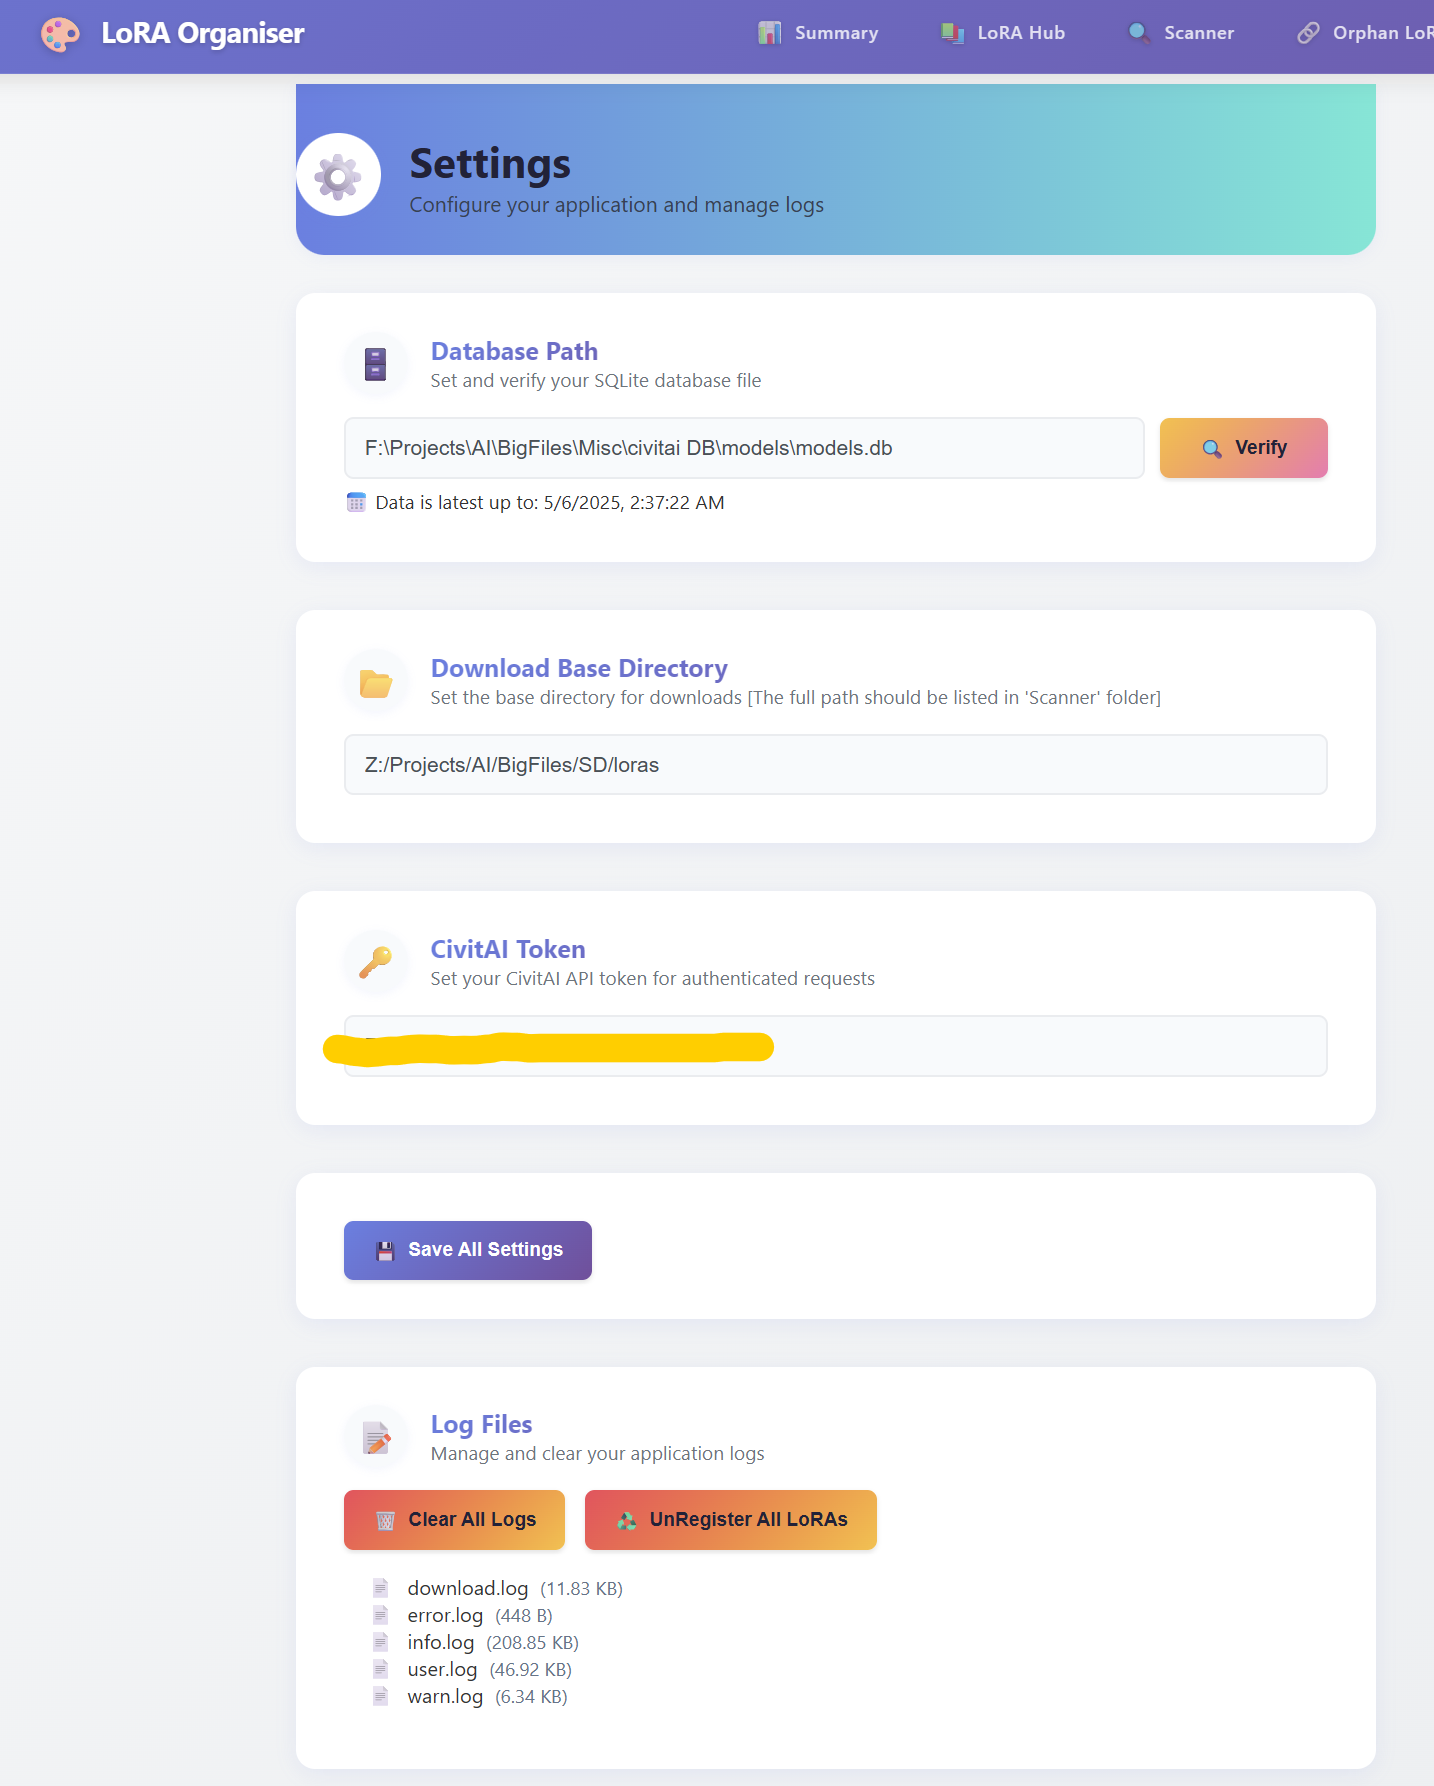 LoRA Organiser
Summary
LoRA Hub
Scanner
Orphan LoR
Settings
Configure your application and manage logs
Database Path
Set and verify your SQLite database file
F:\Projects\AI\BigFiles\Misc\civitai DB\models\models.db
Verify
Data is latest up to: 5/6/2025, 2:37:22 AM
Download Base Directory
Set the base directory for downloads [The full path should be listed in 'Scanner' folder]
Z:/Projects/AI/BigFiles/SD/loras
CivitAI Token
Set your CivitAI API token for authenticated requests
Save All Settings
Log Files
Manage and clear your application logs
Clear All Logs
UnRegister All LoRAs
download.log (11.83 KB)
error.log (448 B)
info.log (208.85 KB)
user.log (46.92 KB)
warn.log (6.34 KB)